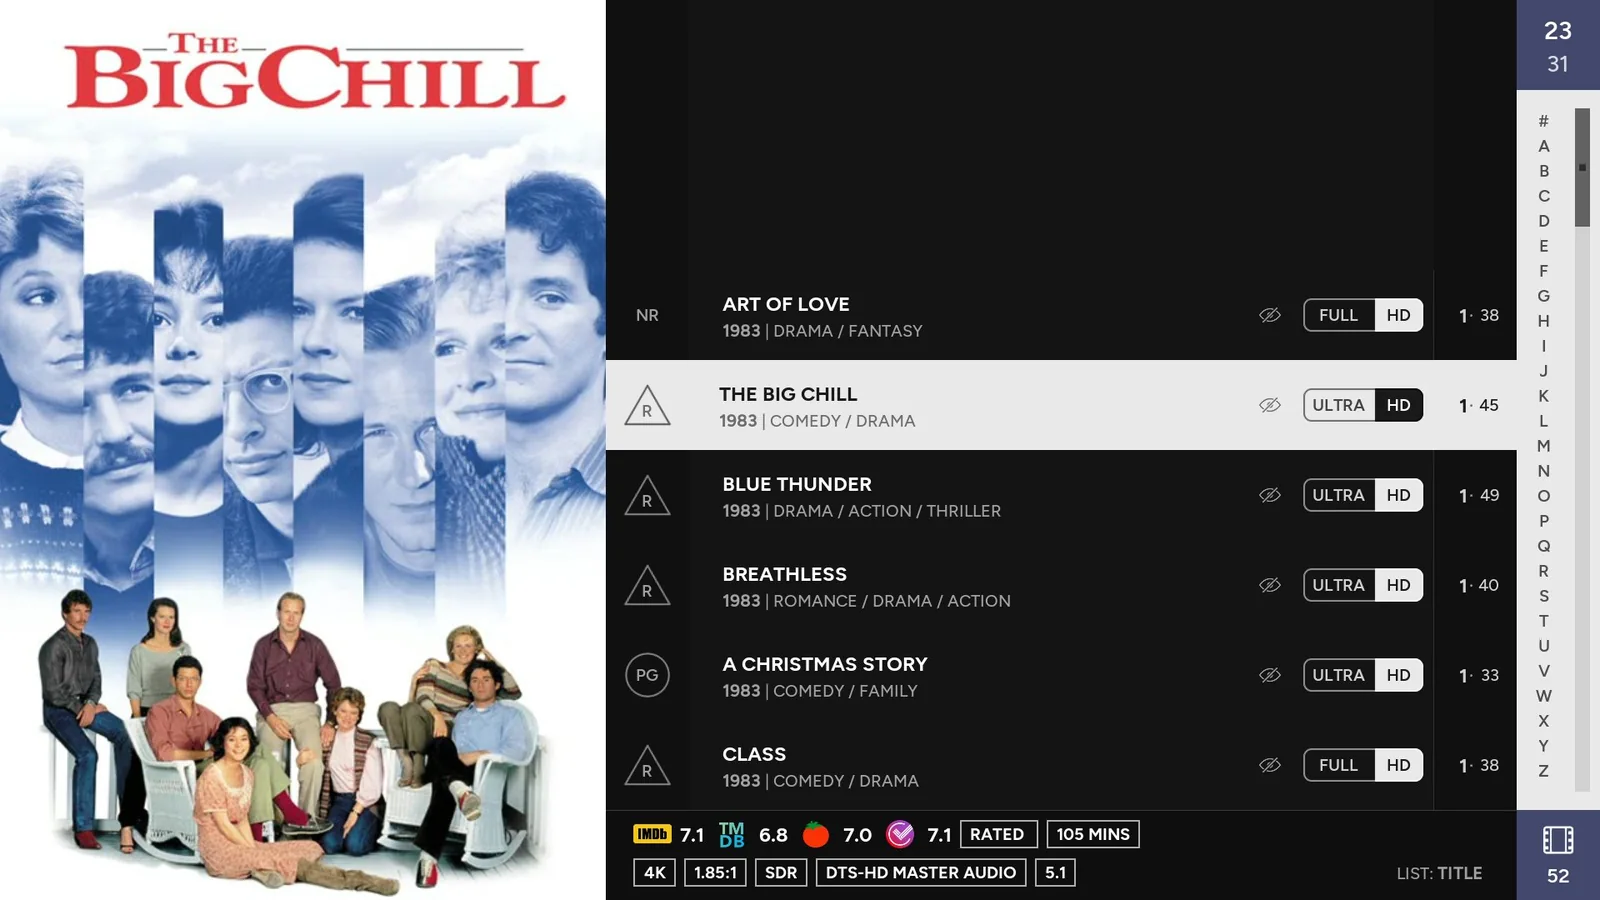 THE
BIG CHILL
NR
ART OF LOVE
1983 | DRAMA / FANTASY
FULL HD
1· 38
R
THE BIG CHILL
1983 | COMEDY / DRAMA
ULTRA HD
1· 45
R
BLUE THUNDER
1983 | DRAMA / ACTION / THRILLER
ULTRA HD
1· 49
R
BREATHLESS
1983 | ROMANCE / DRAMA / ACTION
ULTRA HD
1· 40
PG
A CHRISTMAS STORY
1983 | COMEDY / FAMILY
ULTRA HD
1· 33
R
CLASS
1983 | COMEDY / DRAMA
FULL HD
1· 38
IMDb 7.1 TM DB 6.8 7.0 7.1 RATED 105 MINS
4K 1.85:1 SDR DTS-HD MASTER AUDIO 5.1
LIST: TITLE
23
31
#
A
B
C
D
E
F
G
H
I
J
K
L
M
N
O
P
Q
R
S
T
U
V
W
X
Y
Z
52